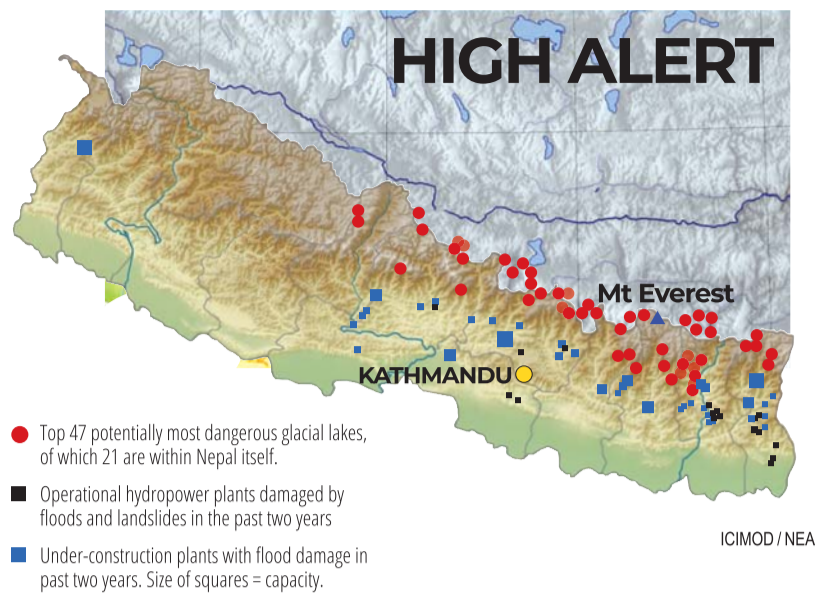 HIGH ALERT
Mt Everest
KATHMANDU
Top 47 potentially most dangerous glacial lakes,
of which 21 are within Nepal itself.
Operational hydropower plants damaged by
floods and landslides in the past two years
Under-construction plants with flood damage in
past two years. Size of squares = capacity.
ICIMOD / NEA